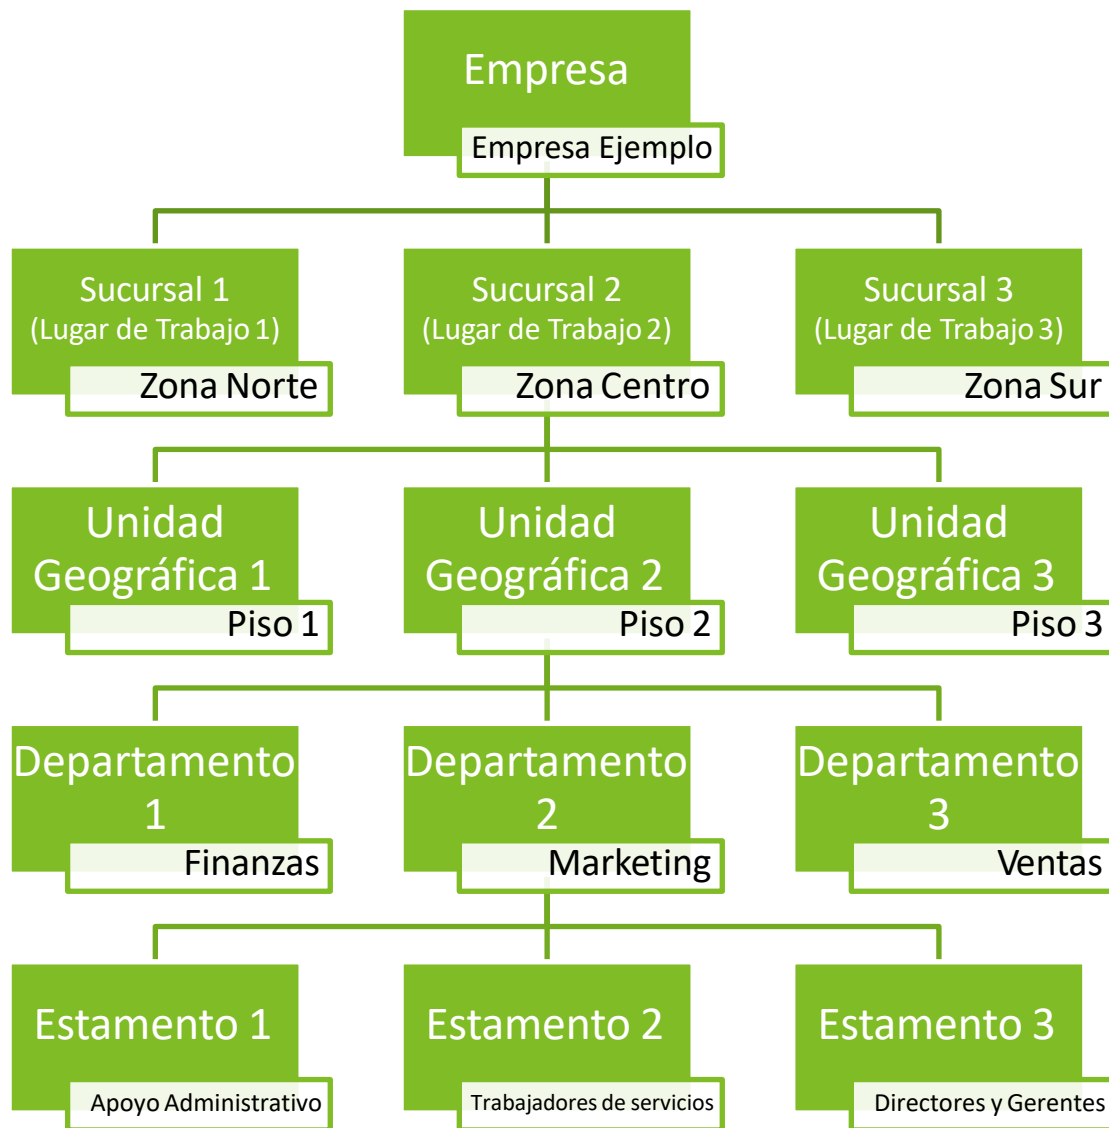 Empresa
Empresa Ejemplo
Sucursal 1
(Lugar de Trabajo 1)
Zona Norte
Sucursal 2
(Lugar de Trabajo 2)
Zona Centro
Sucursal 3
(Lugar de Trabajo 3)
Zona Sur
Unidad
Geográfica 1
Piso 1
Unidad
Geográfica 2
Piso 2
Unidad
Geográfica 3
Piso 3
Departamento
1
Finanzas
Departamento
2
Marketing
Departamento
3
Ventas
Estamento 1
Apoyo Administrativo
Estamento 2
Trabajadores de servicios
Estamento 3
Directores y Gerentes